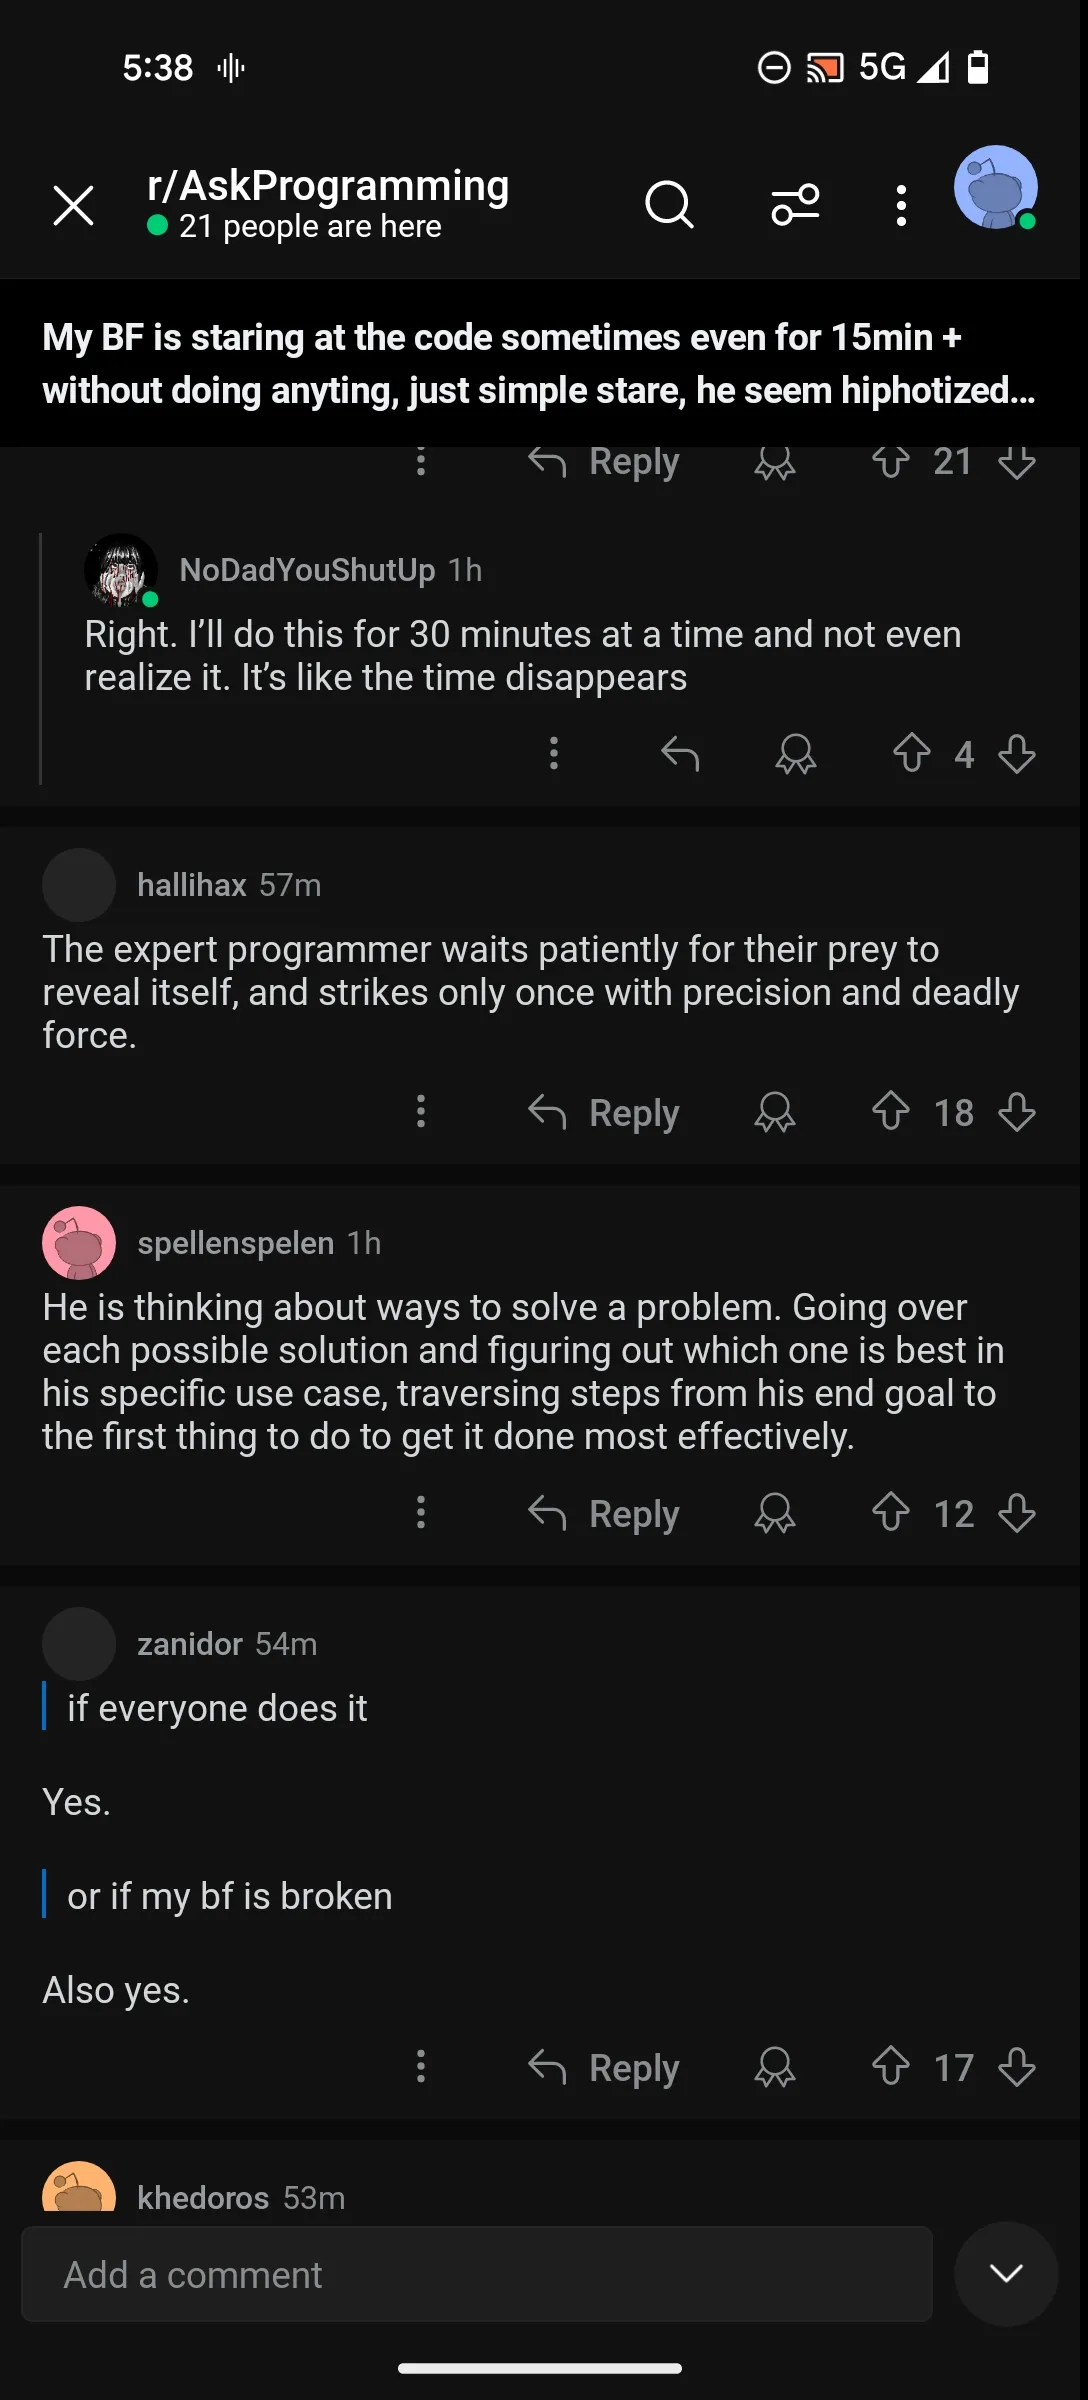 5:38
5G
r/AskProgramming
21 people are here
My BF is staring at the code sometimes even for 15min +
without doing anyting, just simple stare, he seem hiphotized...
Reply 21
NoDadYouShutUp 1h
Right. I’ll do this for 30 minutes at a time and not even
realize it. It’s like the time disappears
4
hallihax 57m
The expert programmer waits patiently for their prey to
reveal itself, and strikes only once with precision and deadly
force.
Reply 18
spellenspelen 1h
He is thinking about ways to solve a problem. Going over
each possible solution and figuring out which one is best in
his specific use case, traversing steps from his end goal to
the first thing to do to get it done most effectively.
Reply 12
zanidor 54m
if everyone does it
Yes.
or if my bf is broken
Also yes.
Reply 17
khedoros 53m
Add a comment